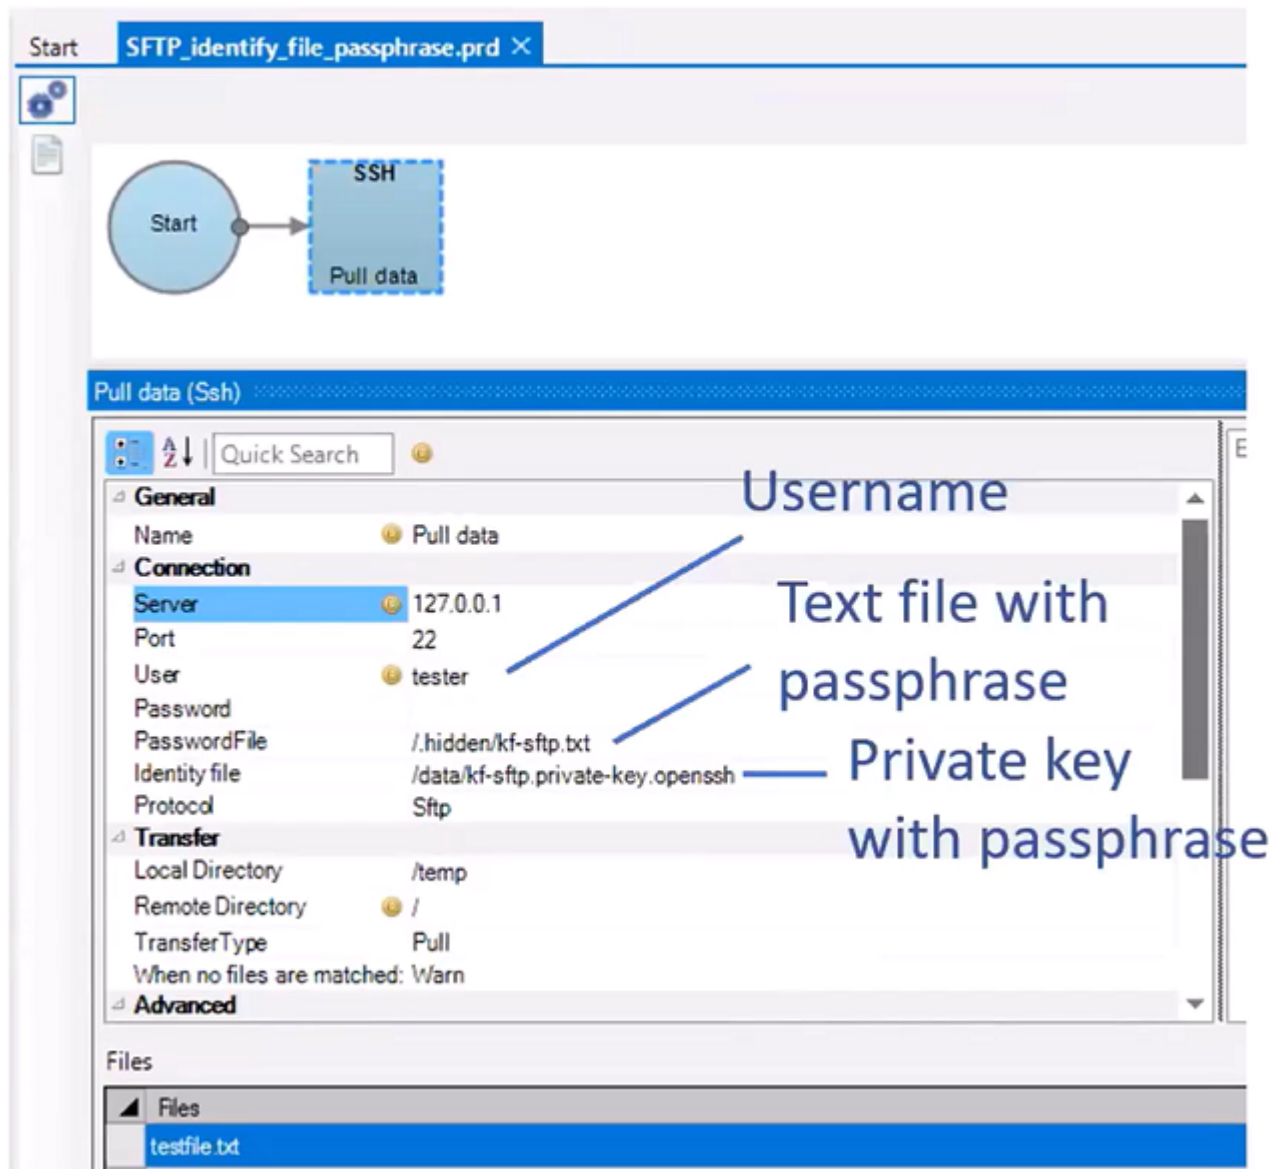 Start
SFTP_identify_file_passphrase.prd
SSH
Start
Pull data
Pull data (Ssh)
Quick Search
E
General
Username
Name Pull data
Connection
Server 127.0.0.1
Text file with
passphrase
Port 22
User tester
Password
PasswordFile /.hidden/kf-sftp.txt
Identity file /data/kf-sftp.private-key.openssh
Private key
with passphrase
Protocol Sftp
Transfer
Local Directory /temp
Remote Directory /
TransferType Pull
When no files are matched: Warn
Advanced
Files
Files
testfile.txt